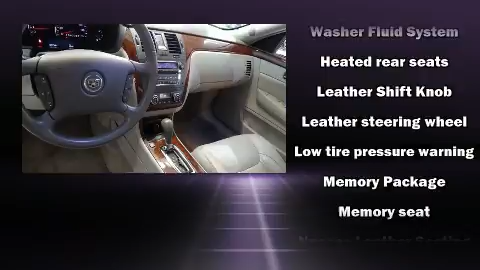 Washer Fluid System
Heated rear seats
Leather Shift Knob
Leather steering wheel
Low tire pressure warning
Memory Package
Memory seat